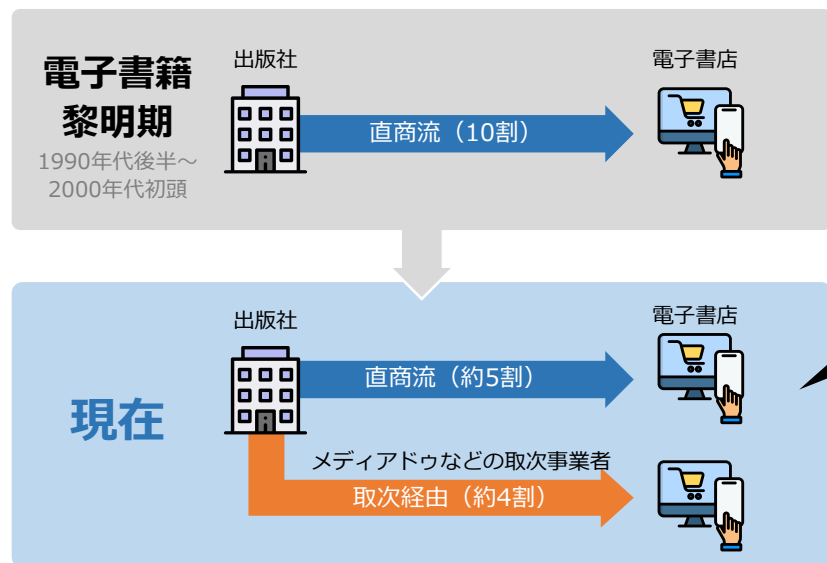 電子書籍
黎明期
1990年代後半～
2000年代初頭
出版社
電子書店
直商流（10割）
現在
出版社
電子書店
直商流（約5割）
メディアドゥなどの取次事業者
取次経由（約4割）